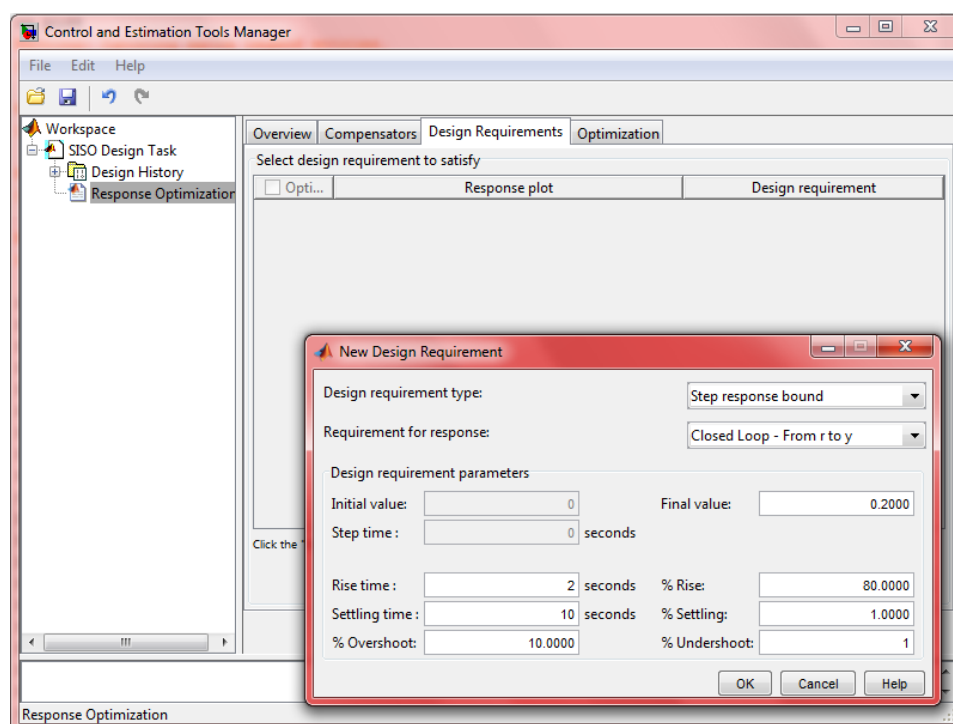 Control and Estimation Tools Manager
File Edit Help
Workspace
SISO Design Task
Design History
Response Optimization
Overview Compensators Design Requirements Optimization
Select design requirement to satisfy
Opti... Response plot Design requirement
Click the
New Design Requirement
Design requirement type: Step response bound
Requirement for response: Closed Loop - From r to y
Design requirement parameters
Initial value: 0 Final value: 0.2000
Step time : 0 seconds
Rise time : 2 seconds % Rise: 80.0000
Settling time : 10 seconds % Settling: 1.0000
% Overshoot: 10.0000 % Undershoot: 1
OK Cancel Help
Response Optimization